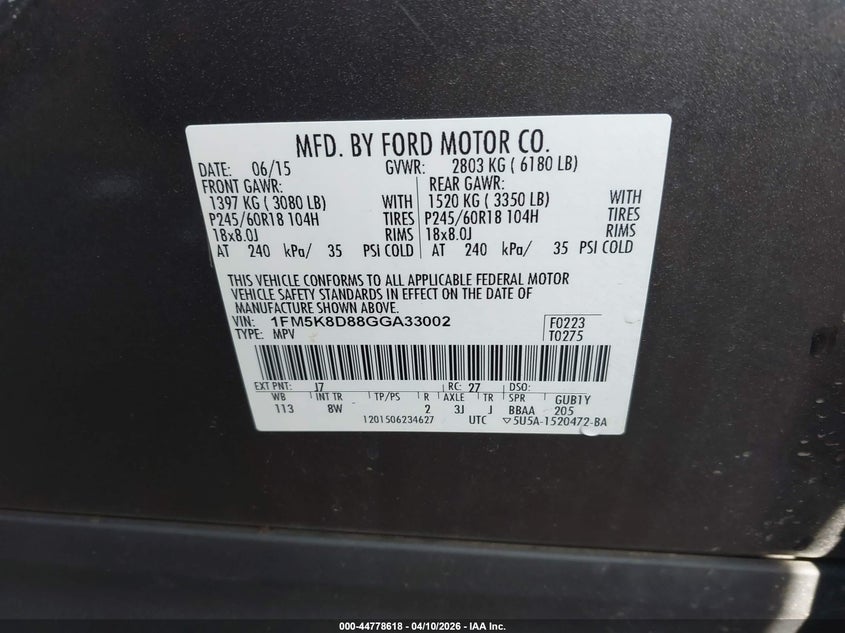 MFD. BY FORD MOTOR CO.
DATE: 06/15 GVWR: 2803 KG ( 6180 LB)
FRONT GAWR: REAR GAWR:
1397 KG ( 3080 LB) WITH 1520 KG ( 3350 LB) WITH
P245/60R18 104H TIRES P245/60R18 104H TIRES
18x8.0J RIMS 18x8.0J RIMS
AT 240 kPa/ 35 PSI COLD AT 240 kPa/ 35 PSI COLD
THIS VEHICLE CONFORMS TO ALL APPLICABLE FEDERAL MOTOR
VEHICLE SAFETY STANDARDS IN EFFECT ON THE DATE OF
MANUFACTURE SHOWN ABOVE.
VIN: 1FM5K8D88GGA33002 F0223
TYPE: MPV T0275
EXT PNT: J7 RC: 27 DSO:
WB INT TR TP/PS R AXLE TR SPR GUB1Y
113 8W 2 3J J BBAA 205
1201506234627 UTC ▽5U5A-1520472-BA
000-44778618 - 04/10/2026 - IAA Inc.